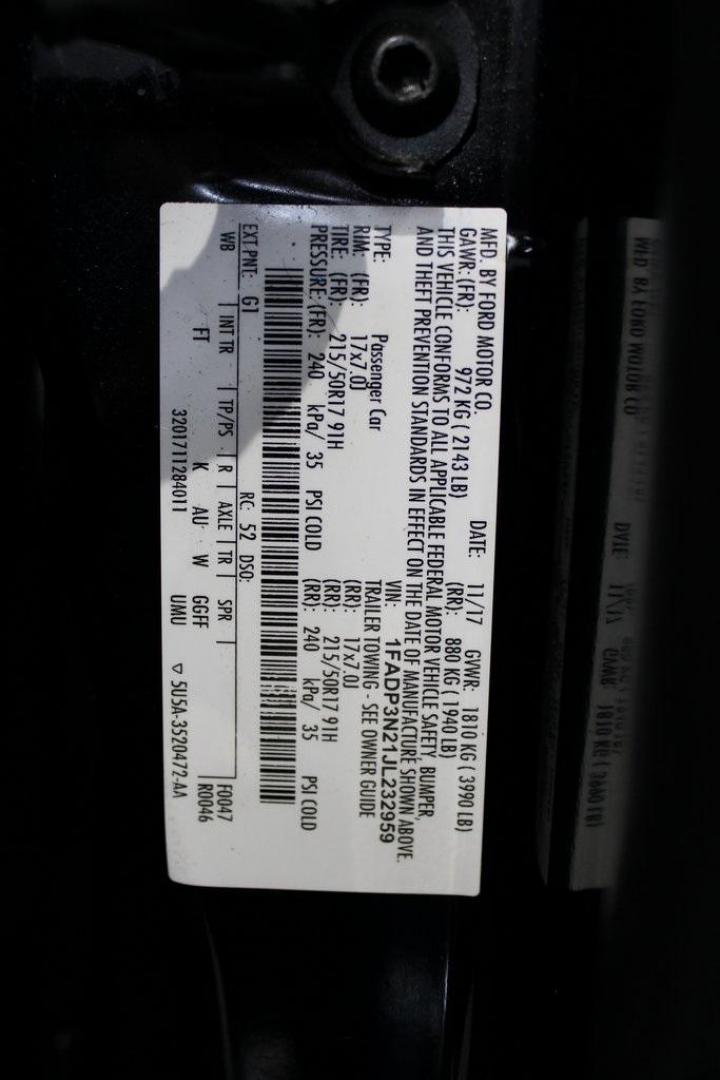 MFD. BY FORD MOTOR CO.
DATE: 11/17 GVWR: 1810 KG ( 3990 LB)
GAWR: (FR): 972 KG ( 2143 LB) (RR): 880 KG ( 1940 LB)
THIS VEHICLE CONFORMS TO ALL APPLICABLE FEDERAL MOTOR VEHICLE SAFETY, BUMPER,
AND THEFT PREVENTION STANDARDS IN EFFECT ON THE DATE OF MANUFACTURE SHOWN ABOVE.
VIN: 1FADP3N21JL232959
TYPE: Passenger Car TRAILER TOWING - SEE OWNER GUIDE
RIM: (FR): 17x7.0J (RR): 17x7.0J
TIRE: (FR): 215/50R17 91H (RR): 215/50R17 91H
PRESSURE: (FR): 240 kPa/ 35 PSI COLD (RR): 240 kPa/ 35 PSI COLD
EXT PNT: G1 RC: 52 DSO: F0047
WB INT TR TP/PS R AXLE TR SPR R0046
FT K AU W GGFF
3201711284011 UMU ▽ 5U5A-3520472-AA